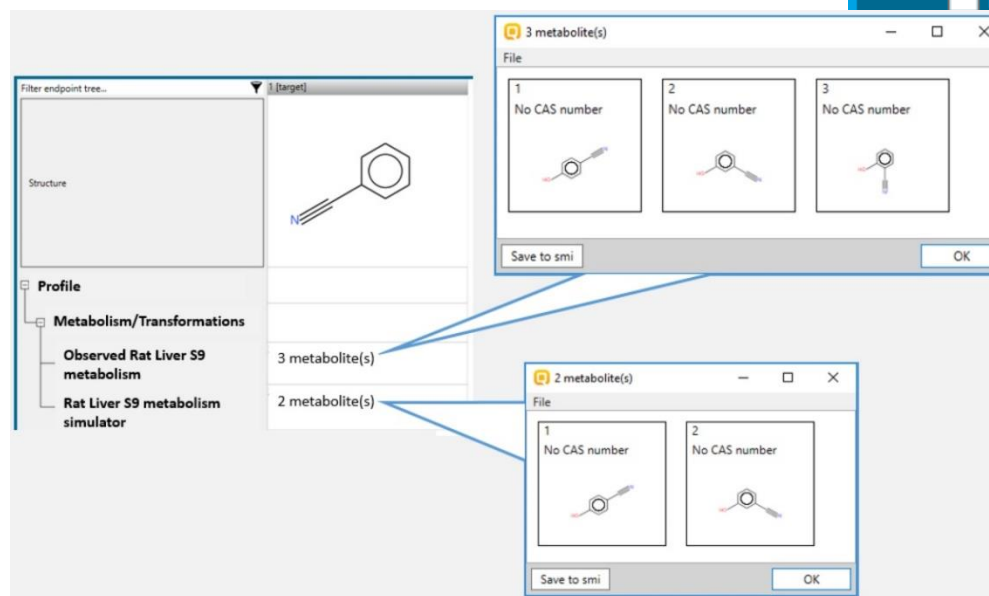 3 metabolite(s)
File
1
No CAS number
2
No CAS number
3
No CAS number
Save to smi
OK
Filter endpoint tree...
1 [target]
Structure
N
Profile
Metabolism/Transformations
Observed Rat Liver S9
metabolism
3 metabolite(s)
Rat Liver S9 metabolism
simulator
2 metabolite(s)
2 metabolite(s)
File
1
No CAS number
2
No CAS number
Save to smi
OK